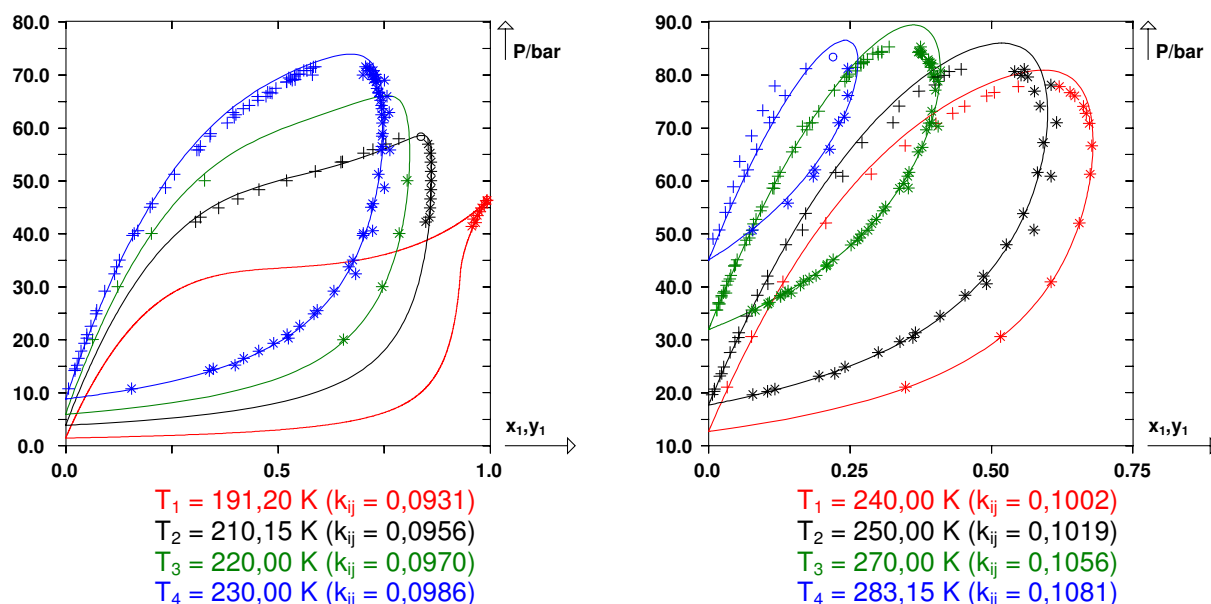 80.0
70.0
60.0
50.0
40.0
30.0
20.0
10.0
0.0
0.0 0.5 1.0
P/bar
x₁,y₁
T₁ = 191,20 K (kᵢⱼ = 0,0931)
T₂ = 210,15 K (kᵢⱼ = 0,0956)
T₃ = 220,00 K (kᵢⱼ = 0,0970)
T₄ = 230,00 K (kᵢⱼ = 0,0986)
90.0
80.0
70.0
60.0
50.0
40.0
30.0
20.0
10.0
0.0 0.25 0.50 0.75
P/bar
x₁,y₁
T₁ = 240,00 K (kᵢⱼ = 0,1002)
T₂ = 250,00 K (kᵢⱼ = 0,1019)
T₃ = 270,00 K (kᵢⱼ = 0,1056)
T₄ = 283,15 K (kᵢⱼ = 0,1081)